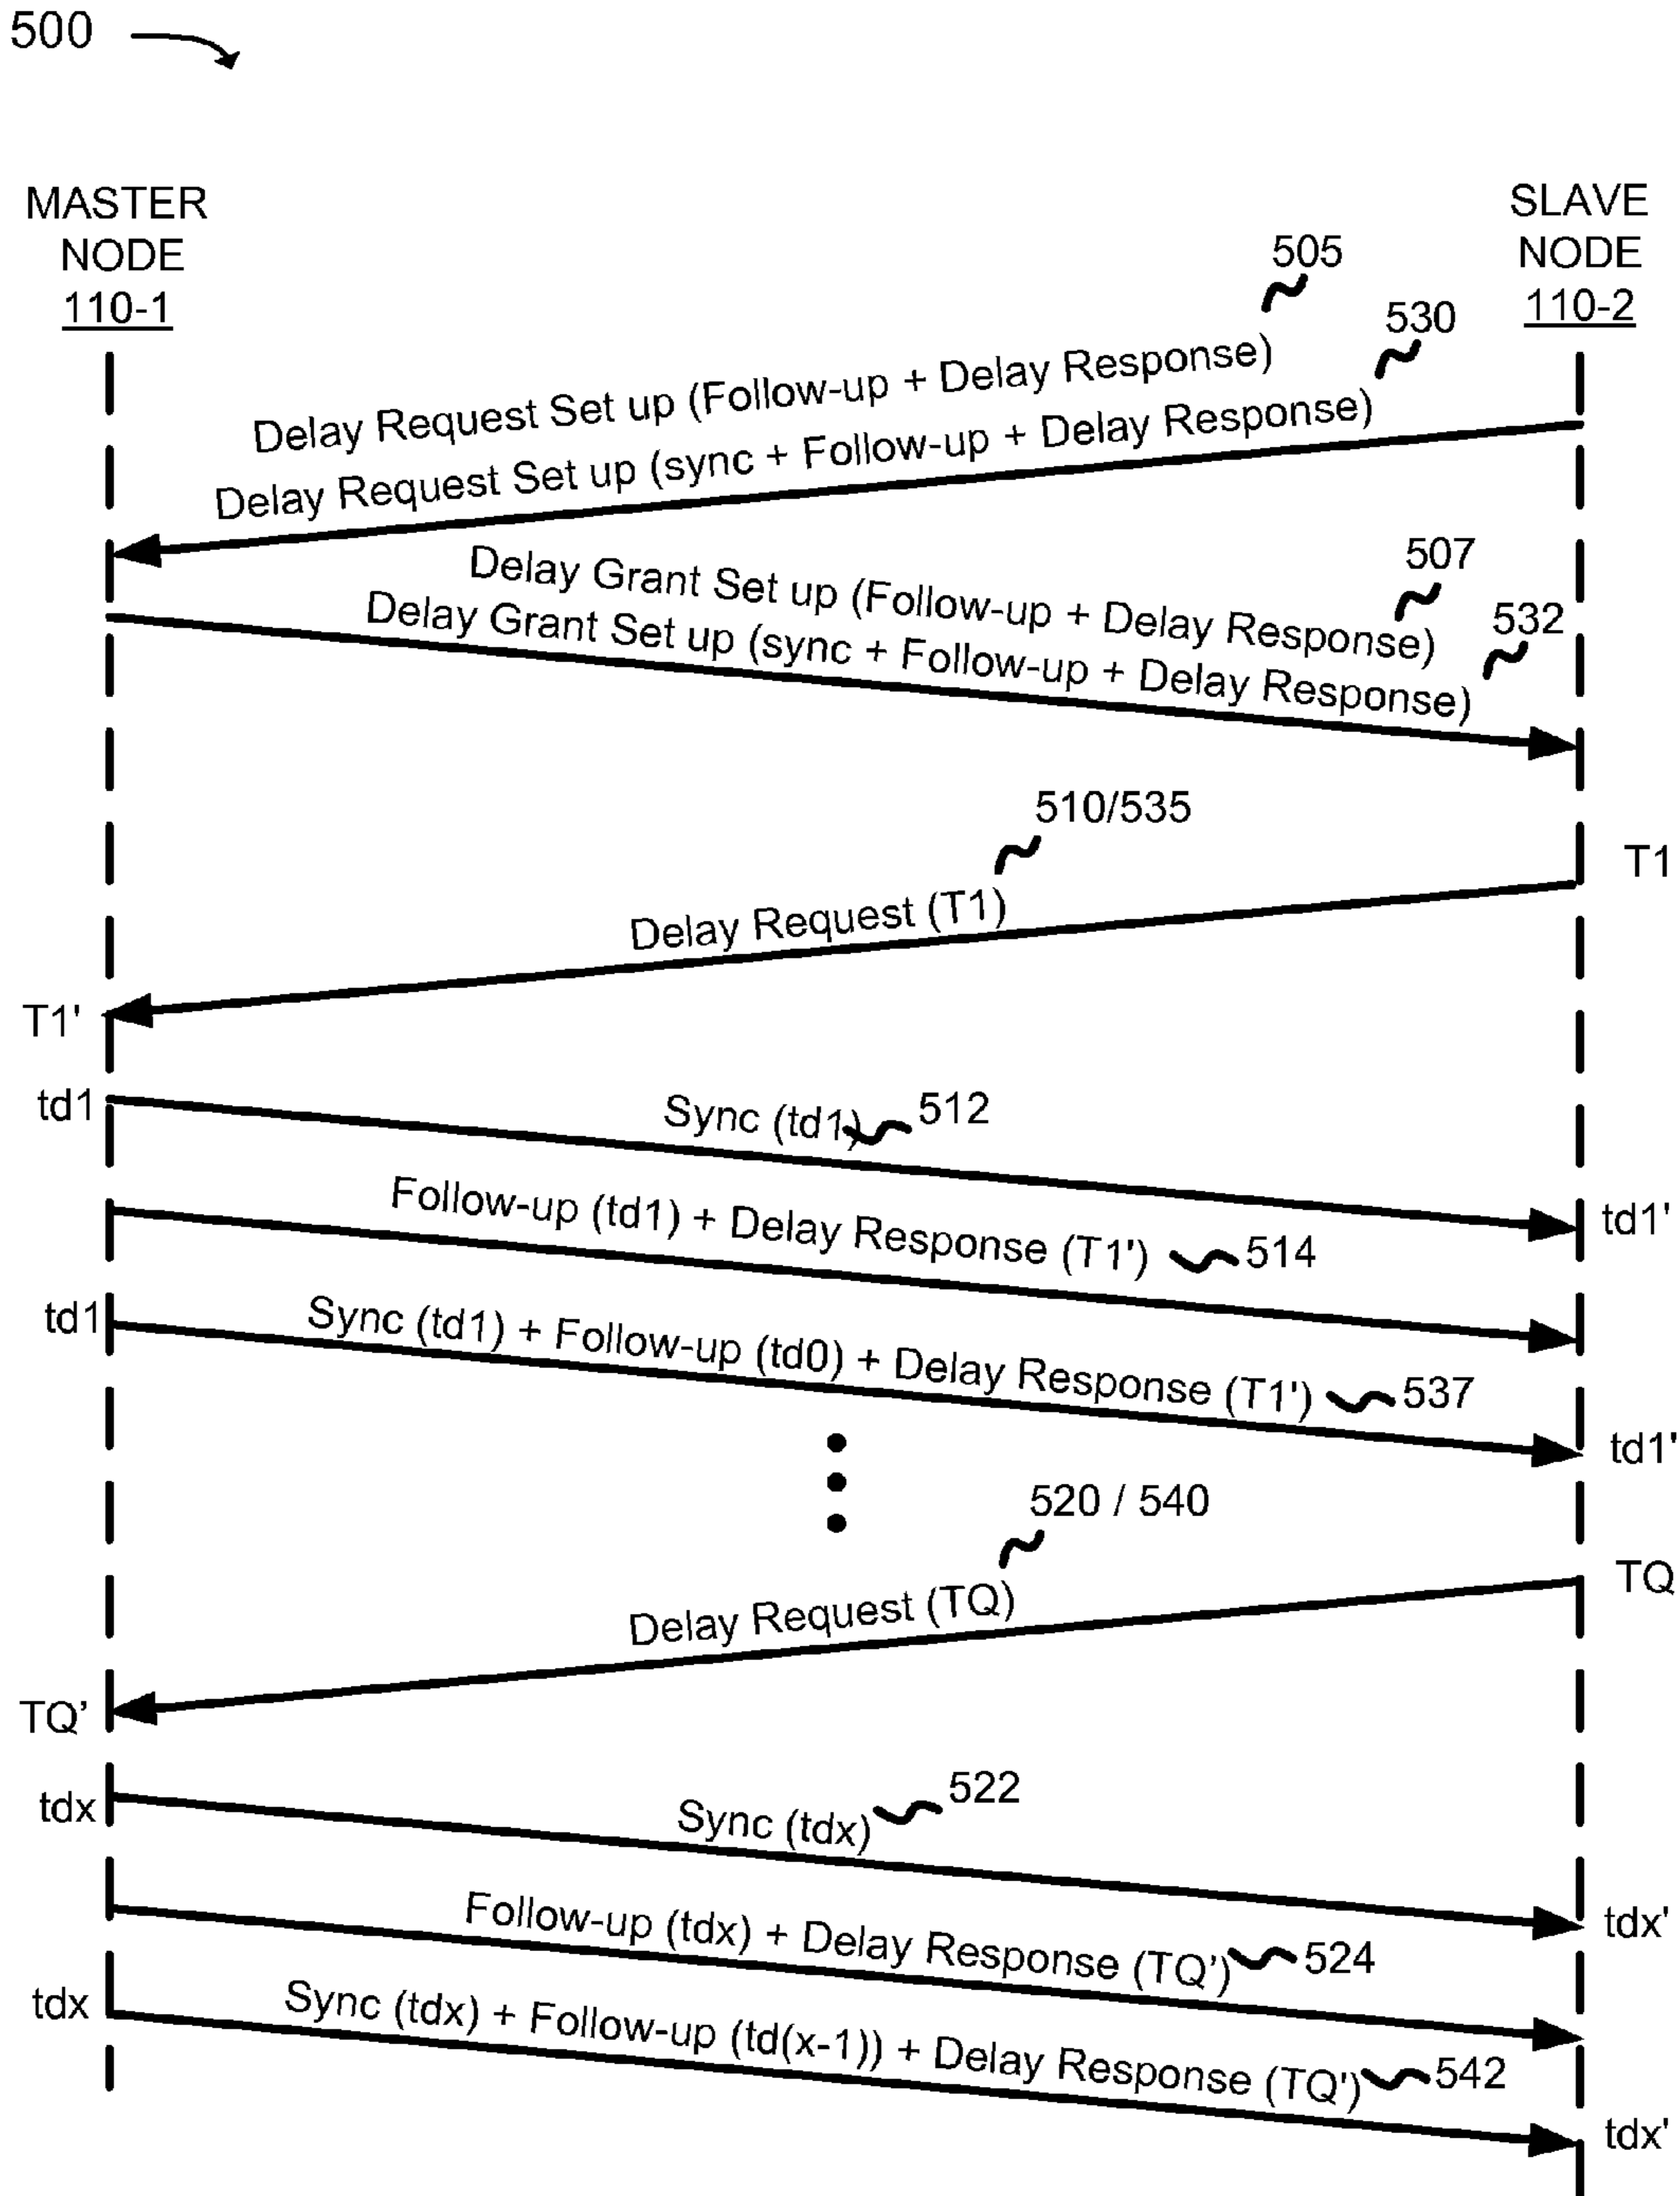 500
MASTER
NODE
110-1
SLAVE
NODE
110-2
505
530
Delay Request Set up (Follow-up + Delay Response)
Delay Request Set up (sync + Follow-up + Delay Response)
507
532
Delay Grant Set up (Follow-up + Delay Response)
Delay Grant Set up (sync + Follow-up + Delay Response)
510/535
T1
Delay Request (T1)
T1'
td1
Sync (td1)
512
td1'
Follow-up (td1) + Delay Response (T1')
514
td1
Sync (td1) + Follow-up (td0) + Delay Response (T1')
537
td1'
520 / 540
TQ
Delay Request (TQ)
TQ’
tdx
Sync (tdx)
522
tdx'
Follow-up (tdx) + Delay Response (TQ’)
524
tdx
Sync (tdx) + Follow-up (td(x-1)) + Delay Response (TQ')
542
tdx'